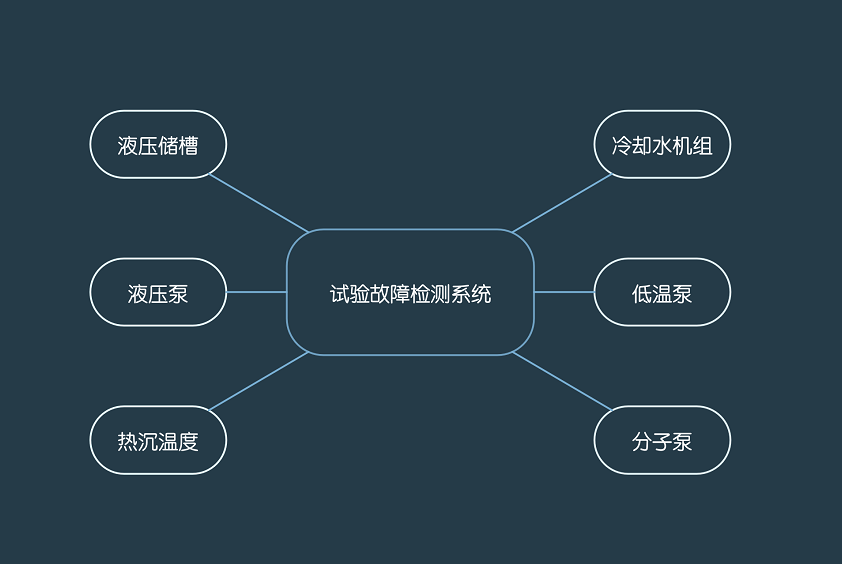 液压储槽
冷却水机组
液压泵
试验故障检测系统
低温泵
热沉温度
分子泵